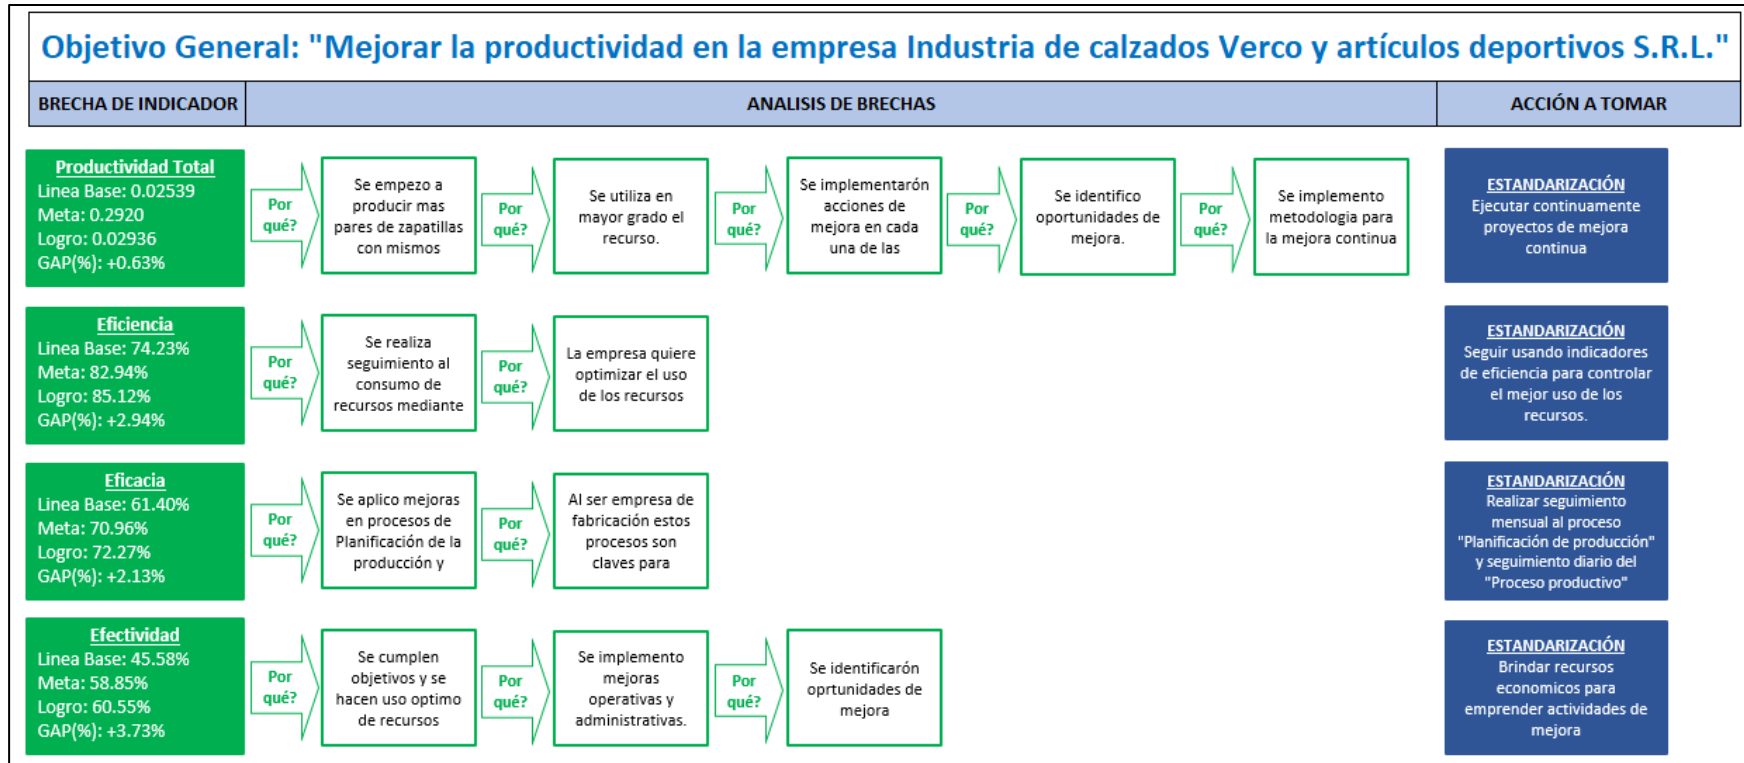 Objetivo General: "Mejorar la productividad en la empresa Industria de calzados Verco y artículos deportivos S.R.L."
BRECHA DE INDICADOR
ANALISIS DE BRECHAS
ACCIÓN A TOMAR
Productividad Total
Linea Base: 0.02539
Meta: 0.2920
Logro: 0.02936
GAP(%): +0.63%
Por
qué?
Se empezo a
producir mas
pares de zapatillas
con mismos
Por
qué?
Se utiliza en
mayor grado el
recurso.
Por
qué?
Se implementarón
acciones de
mejora en cada
una de las
Por
qué?
Se identifico
oportunidades de
mejora.
Por
qué?
Se implemento
metodologia para
la mejora continua
ESTANDARIZACIÓN
Ejecutar continuamente
proyectos de mejora
continua
Eficiencia
Linea Base: 74.23%
Meta: 82.94%
Logro: 85.12%
GAP(%): +2.94%
Por
qué?
Se realiza
seguimiento al
consumo de
recursos mediante
Por
qué?
La empresa quiere
optimizar el uso
de los recursos
ESTANDARIZACIÓN
Seguir usando indicadores
de eficiencia para controlar
el mejor uso de los
recursos.
Eficacia
Linea Base: 61.40%
Meta: 70.96%
Logro: 72.27%
GAP(%): +2.13%
Por
qué?
Se aplico mejoras
en procesos de
Planificación de la
producción y
Por
qué?
Al ser empresa de
fabricación estos
procesos son
claves para
ESTANDARIZACIÓN
Realizar seguimiento
mensual al proceso
"Planificación de producción"
y seguimiento diario del
"Proceso productivo"
Efectividad
Linea Base: 45.58%
Meta: 58.85%
Logro: 60.55%
GAP(%): +3.73%
Por
qué?
Se cumplen
objetivos y se
hacen uso optimo
de recursos
Por
qué?
Se implemento
mejoras
operativas y
administrativas.
Por
qué?
Se identificarón
oprtunidades de
mejora
ESTANDARIZACIÓN
Brindar recursos
economicos para
emprender actividades de
mejora